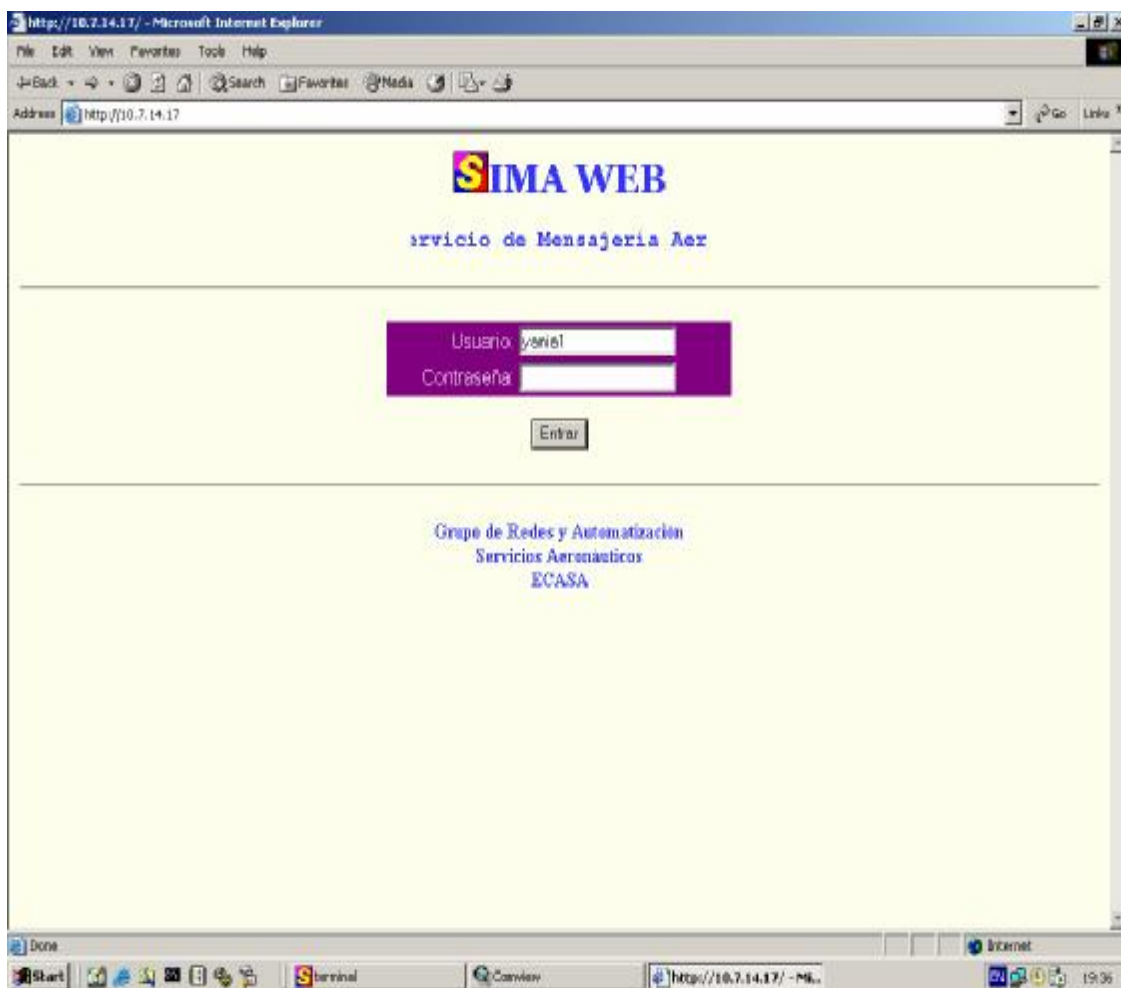 http://10.7.14.17/ - Microsoft Internet Explorer
File Edit View Favorites Tools Help
Back Search Favorites Media
Address http://10.7.14.17 Go Links
SIMA WEB
ervicio de Mensajeria Aer
Usuario:
Contraseña:
Entrar
Grupo de Redes y Automatización
Servicios Aeronáuticos
ECASA
Done Internet
Start terminal http://10.7.14.17/ - Mi... EN 19:36